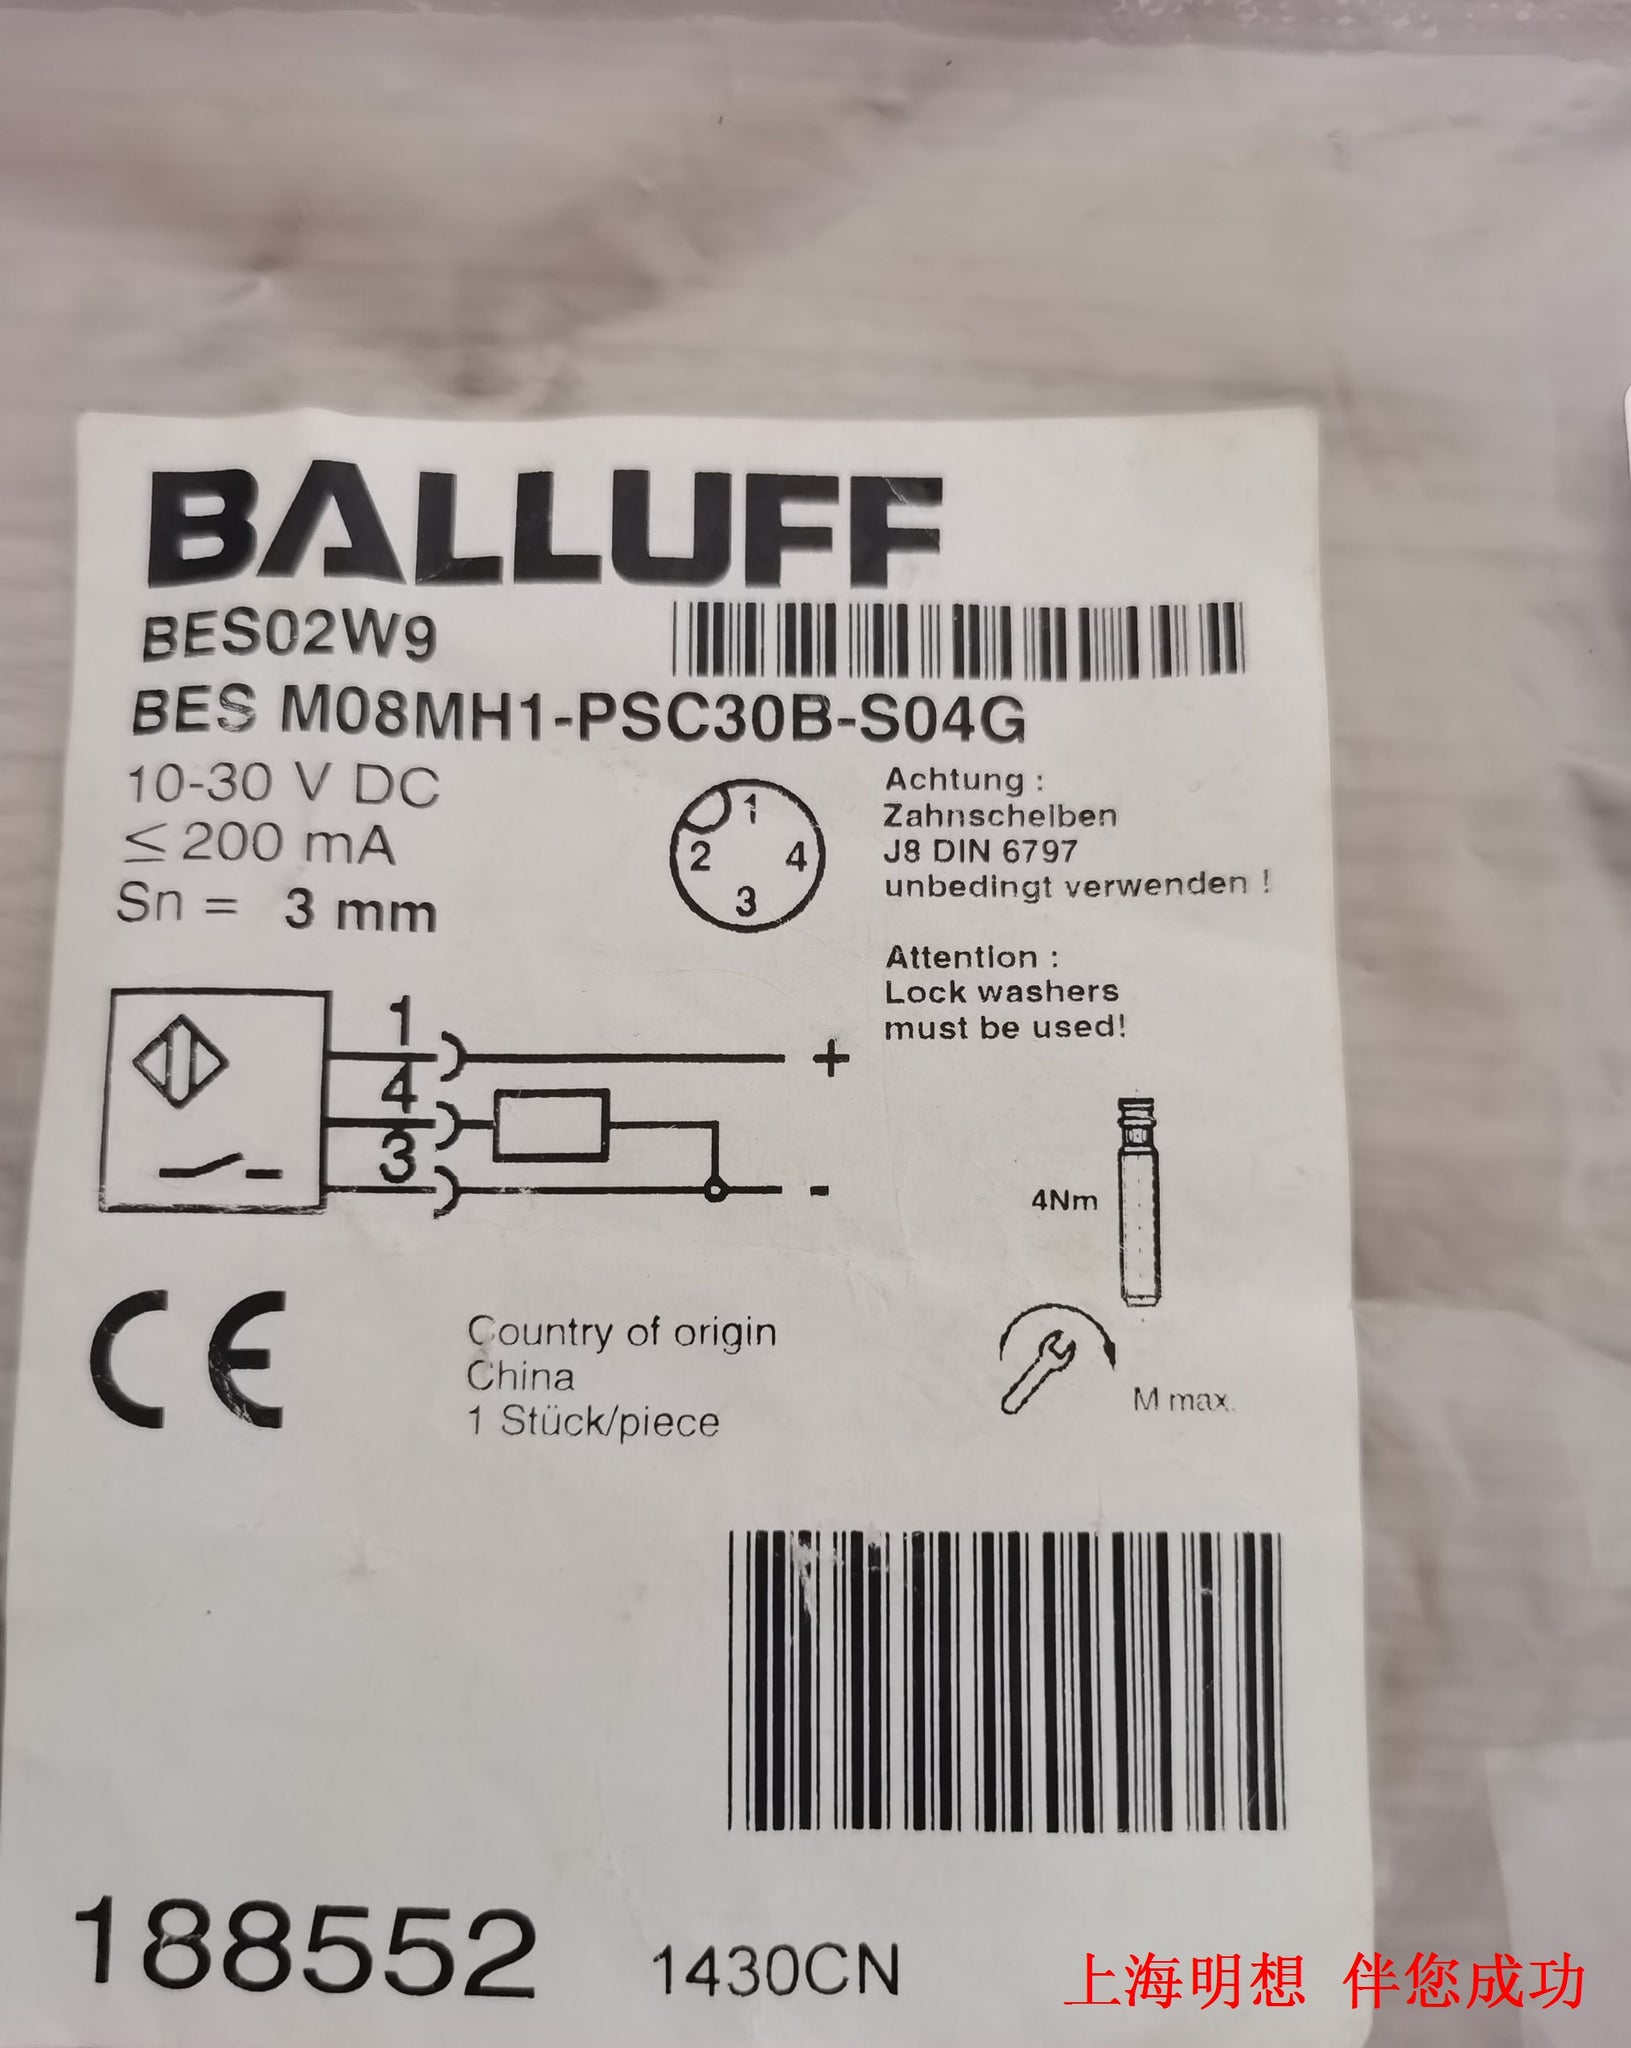 BALLUFF
BES02W9
BES M08MH1-PSC30B-S04G
10-30 V DC
≤200 mA
Sn = 3 mm
1
2 4
3
Achtung :
Zahnscheiben
J8 DIN 6797
unbedingt verwenden !
Attention :
Lock washers
must be used!
1
+
4
3
-
4Nm
M max.
CE
Country of origin
China
1 Stück/piece
188552
1430CN
上海明想 伴您成功